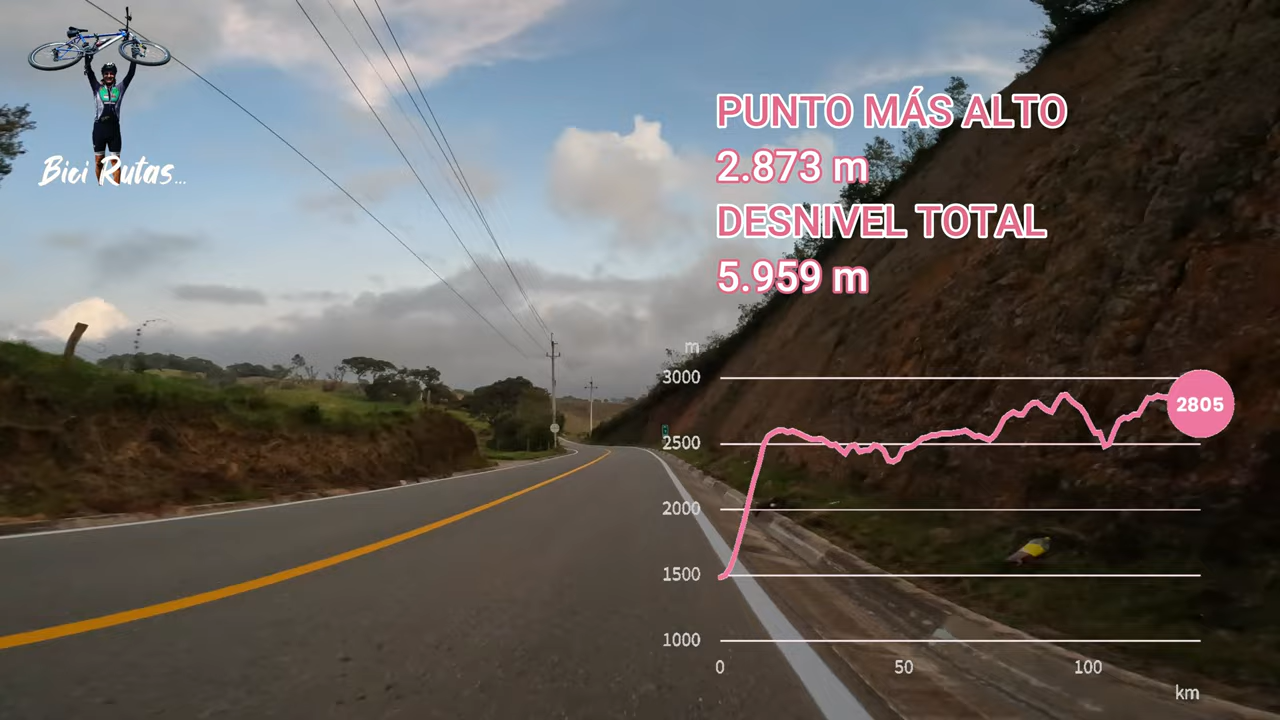 Bici Rutas...
PUNTO MÁS ALTO
2.873 m
DESNIVEL TOTAL
5.959 m
m
3000
2805
2500
2000
1500
1000
0 50 100
km